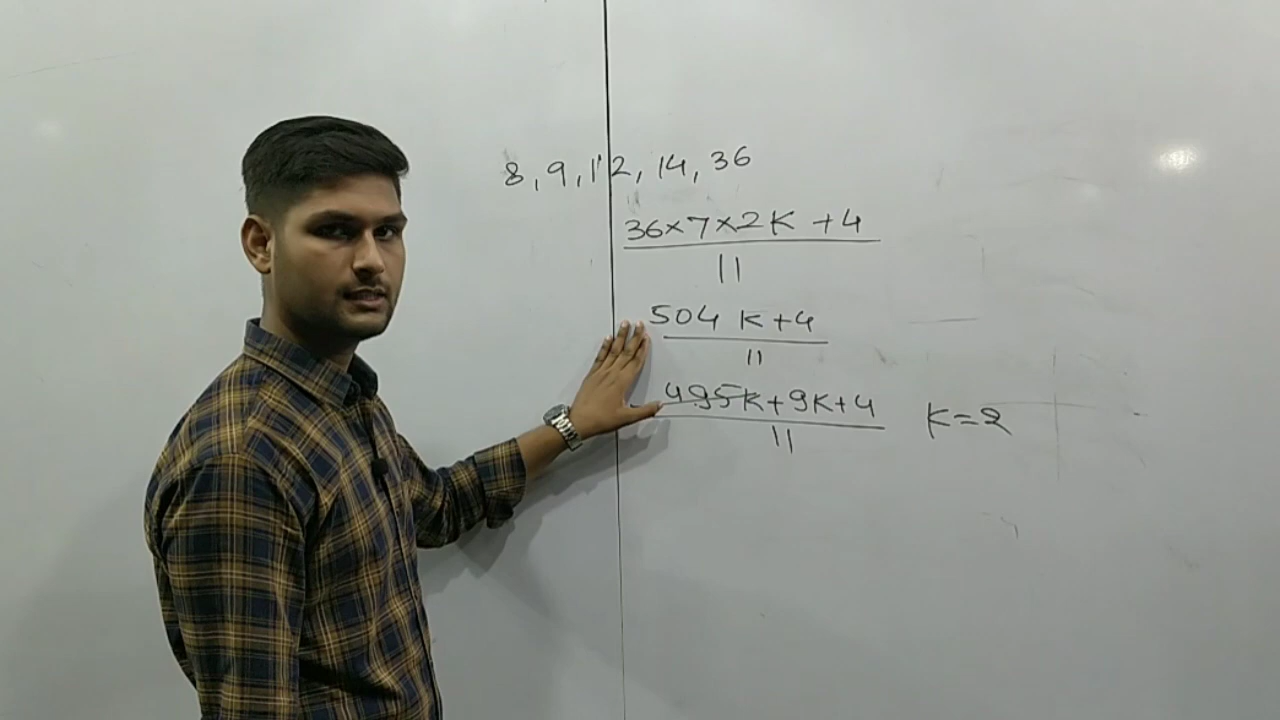 8, 9, 12, 14, 36
36×7×2K +4
11
504 K+4
11
495K+9K+4
11
K=2